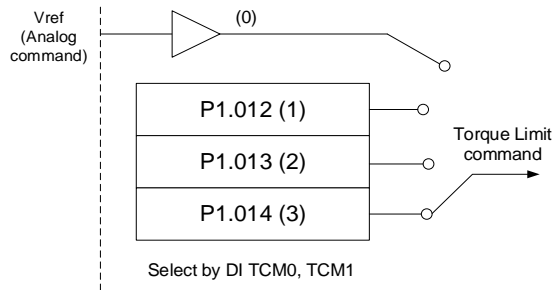 Vref
(Analog
command)
(0)
P1.012 (1)
P1.013 (2)
P1.014 (3)
Torque Limit
command
Select by DI TCM0, TCM1